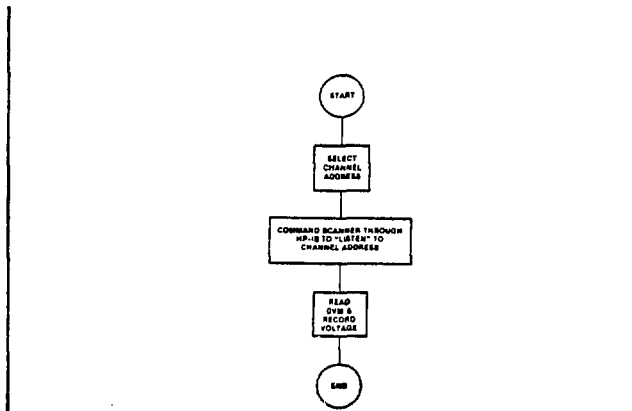 START
SELECT
CHANNEL
ADDRESS
COMMAND SCANNER THROUGH
HP-IB TO "LISTEN" TO
CHANNEL ADDRESS
READ
DVM &
RECORD
VOLTAGE
END